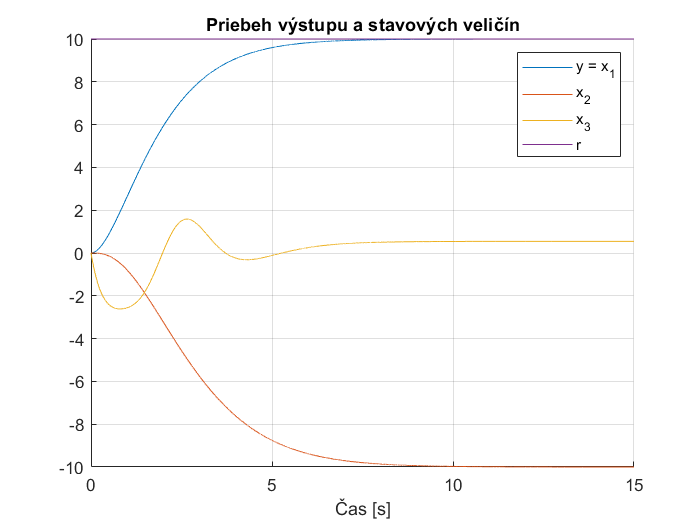 Priebeh výstupu a stavových veličín
10
8
6
4
2
0
-2
-4
-6
-8
-10
0
5
10
15
Čas [s]
y = x₁
x₂
x₃
r